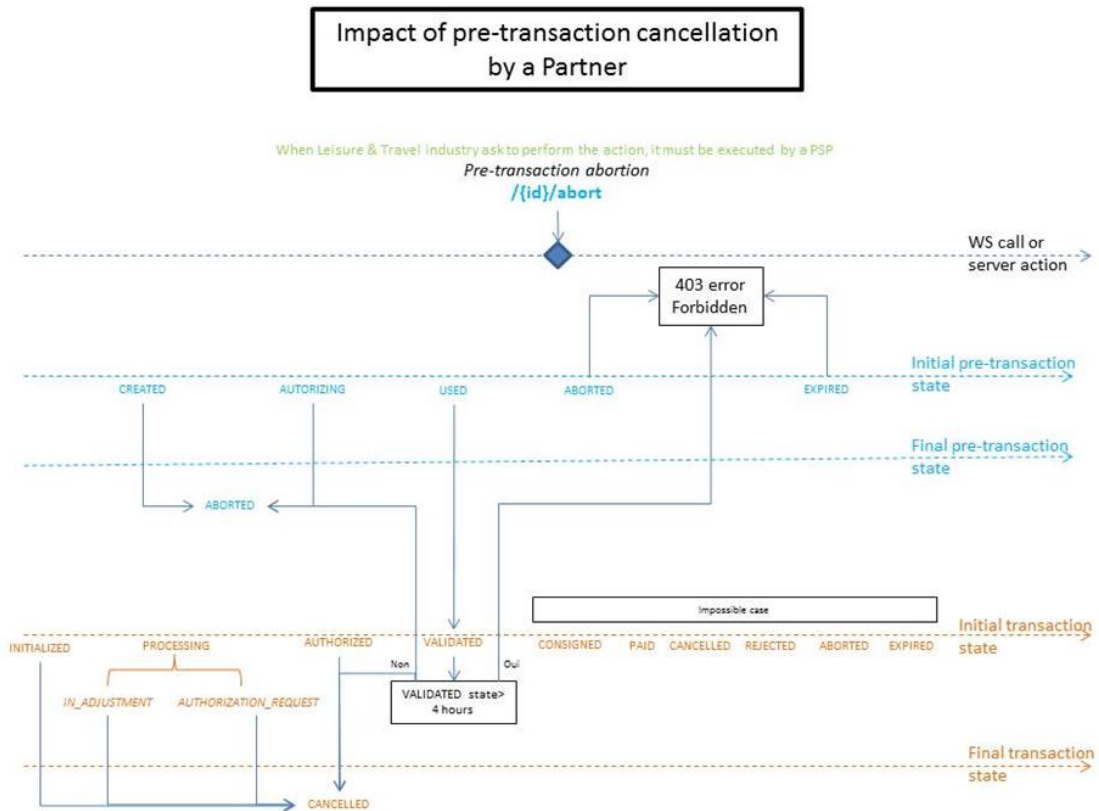 Impact of pre-transaction cancellation
by a Partner
When Leisure & Travel industry ask to perform the action, it must be executed by a PSP
Pre-transaction abortion
/{id}/abort
WS call or
server action
403 error
Forbidden
Initial pre-transaction
state
CREATED AUTORIZING USED ABORTED EXPIRED
Final pre-transaction
state
ABORTED
Impossible case
Initial transaction
state
INITIALIZED PROCESSING AUTHORIZED VALIDATED CONSIGNED PAID CANCELLED REJECTED ABORTED EXPIRED
Non Oui
IN_ADJUSTMENT AUTHORIZATION_REQUEST
VALIDATED state>
4 hours
Final transaction
state
CANCELLED